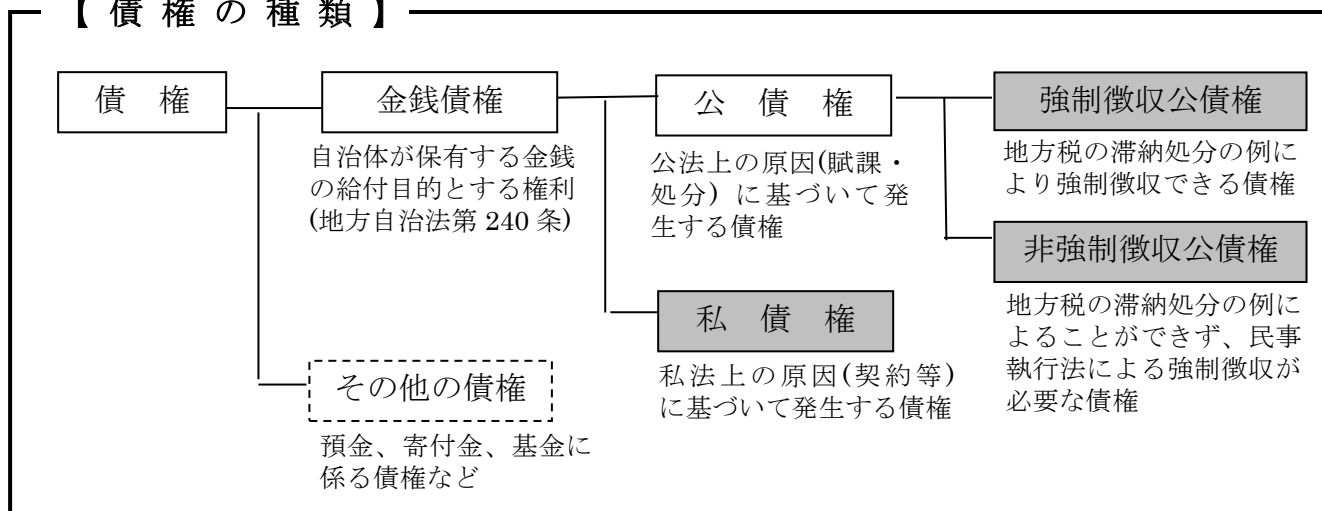 【 債 権 の 種 類 】
債 権
金銭債権
自治体が保有する金銭
の給付目的とする権利
(地方自治法第 240 条)
公 債 権
公法上の原因(賦課・
処分) に基づいて発
生する債権
強制徴収公債権
地方税の滞納処分の例に
より強制徴収できる債権
非強制徴収公債権
地方税の滞納処分の例に
よることができず、民事
執行法による強制徴収が
必要な債権
私 債 権
私法上の原因(契約等)
に基づいて発生する債権
その他の債権
預金、寄付金、基金に
係る債権など